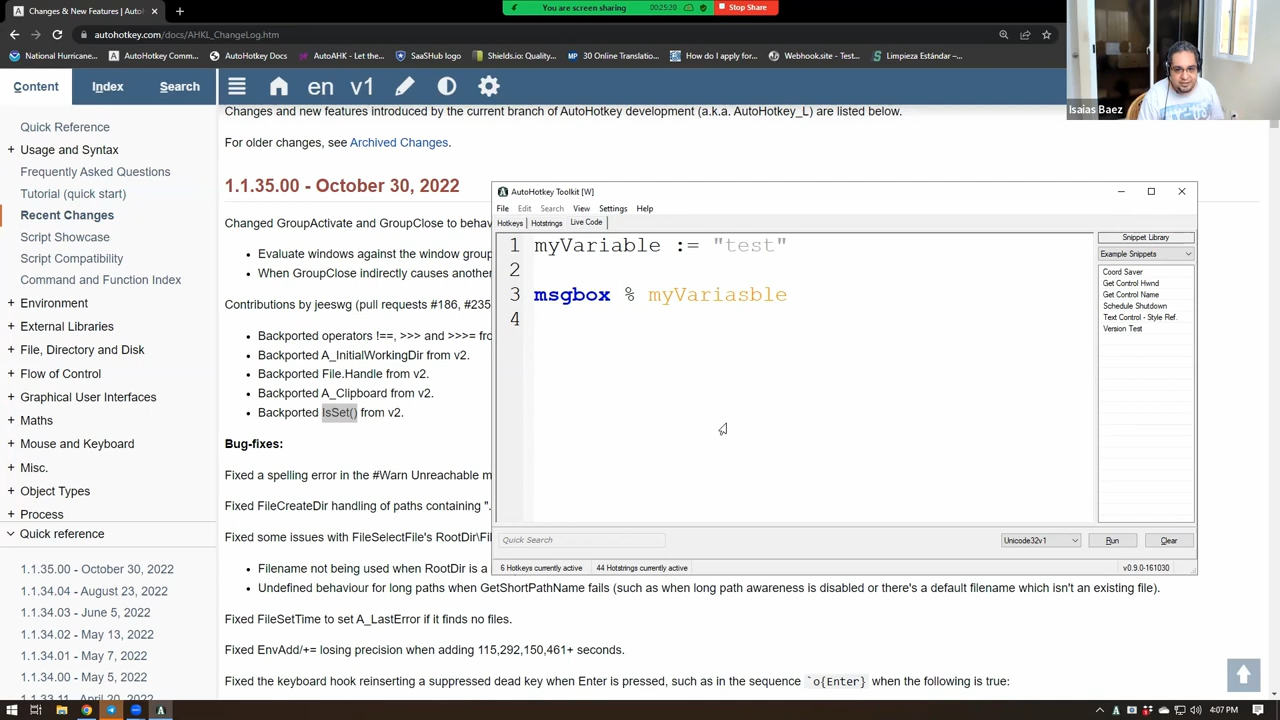 Changes & New Features | Auto
You are screen sharing
00:25:20
Stop Share
autohotkey.com/docs/AHKL_ChangeLog.htm
National Hurricane...
AutoHotkey Comm...
AutoHotkey Docs
AutoAHK - Let the...
SaaSHub logo
Shields.io: Quality...
30 Online Translatio...
How do I apply for...
Webhook.site - Test...
Limpieza Estándar -...
Content
Index
Search
en
v1
Isaias Baez
Quick Reference
Usage and Syntax
Frequently Asked Questions
Tutorial (quick start)
Recent Changes
Script Showcase
Script Compatibility
Command and Function Index
Environment
External Libraries
File, Directory and Disk
Flow of Control
Graphical User Interfaces
Maths
Mouse and Keyboard
Misc.
Object Types
Process
Quick reference
1.1.35.00 - October 30, 2022
1.1.34.04 - August 23, 2022
1.1.34.03 - June 5, 2022
1.1.34.02 - May 13, 2022
1.1.34.01 - May 7, 2022
1.1.34.00 - May 5, 2022
1.1.33.11 - April 20, 2022
Changes and new features introduced by the current branch of AutoHotkey development (a.k.a. AutoHotkey_L) are listed below.
For older changes, see Archived Changes.
1.1.35.00 - October 30, 2022
Changed GroupActivate and GroupClose to behav
Evaluate windows against the window group
When GroupClose indirectly causes another
Contributions by jeeswg (pull requests #186, #235
Backported operators !==, >>> and >>>= fro
Backported A_InitialWorkingDir from v2.
Backported File.Handle from v2.
Backported A_Clipboard from v2.
Backported IsSet() from v2.
Bug-fixes:
Fixed a spelling error in the #Warn Unreachable m
Fixed FileCreateDir handling of paths containing ".
Fixed some issues with FileSelectFile's RootDir\Fil
Filename not being used when RootDir is a
Undefined behaviour for long paths when GetShortPathName fails (such as when long path awareness is disabled or there's a default filename which isn't an existing file).
Fixed FileSetTime to set A_LastError if it finds no files.
Fixed EnvAdd/+= losing precision when adding 115,292,150,461+ seconds.
Fixed the keyboard hook reinserting a suppressed dead key when Enter is pressed, such as in the sequence `o{Enter} when the following is true:
AutoHotkey Toolkit [W]
File Edit Search View Settings Help
Hotkeys Hotstrings Live Code
1 myVariable := "test"
2
3 msgbox % myVariasble
4
Snippet Library
Example Snippets
Coord Saver
Get Control Hwnd
Get Control Name
Schedule Shutdown
Text Control - Style Ref.
Version Test
Quick Search
Unicode32v1
Run
Clear
6 Hotkeys currently active
44 Hotstrings currently active
v0.9.0-161030
4:07 PM